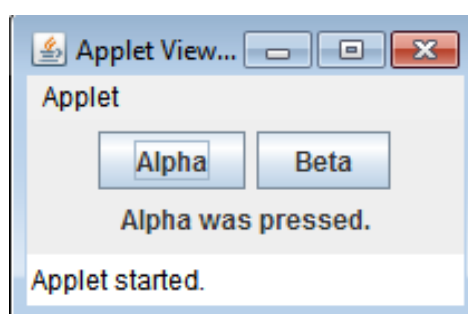 Applet View...
Applet
Alpha Beta
Alpha was pressed.
Applet started.